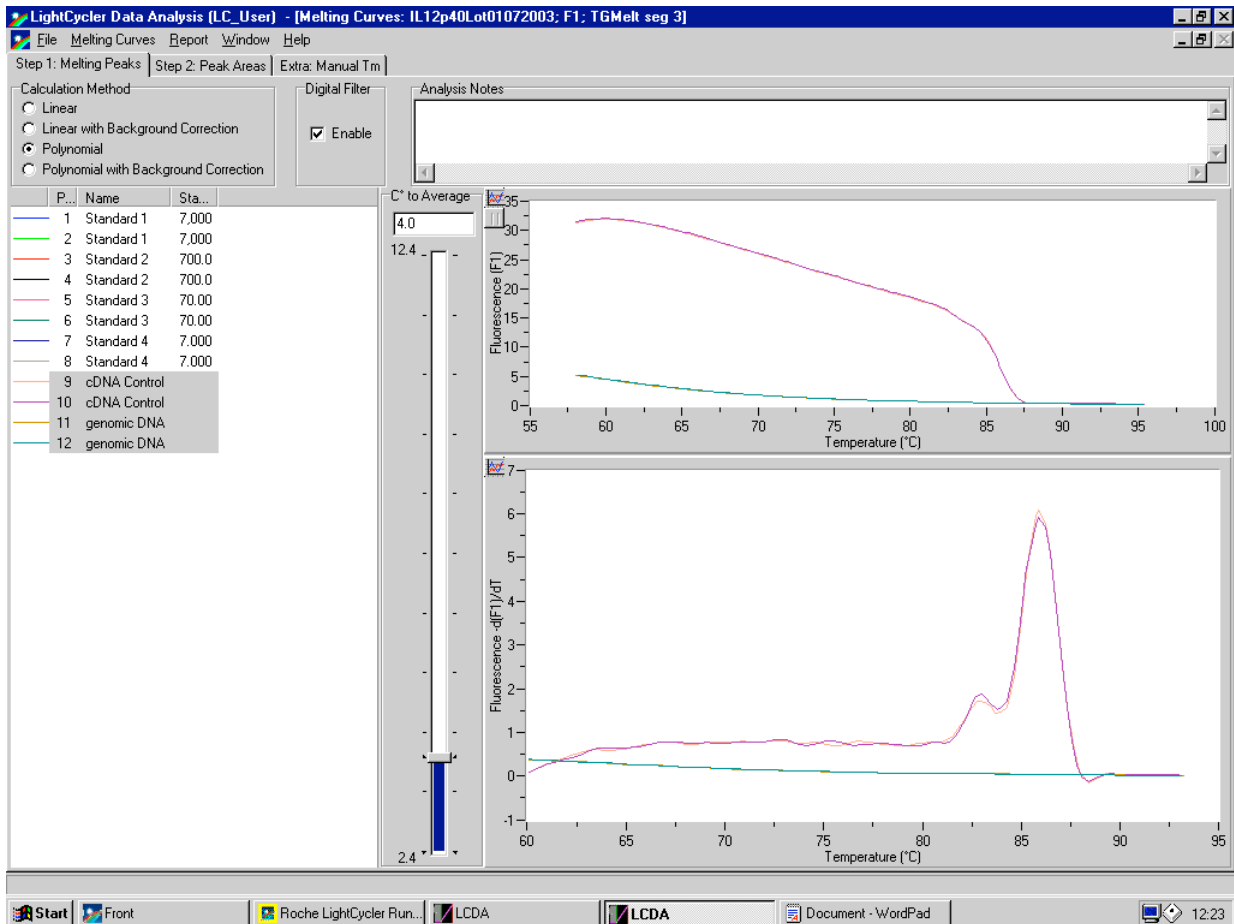 LightCycler Data Analysis (LC_User) - [Melting Curves: IL12p40Lot01072003; F1; TGMelt seg 3]
File Melting Curves Report Window Help
Step 1: Melting Peaks Step 2: Peak Areas Extra: Manual Tm
Calculation Method
Linear
Linear with Background Correction
Polynomial
Polynomial with Background Correction
Digital Filter
Enable
Analysis Notes
P... Name Sta...
1 Standard 1 7,000
2 Standard 1 7,000
3 Standard 2 700.0
4 Standard 2 700.0
5 Standard 3 70.00
6 Standard 3 70.00
7 Standard 4 7.000
8 Standard 4 7.000
9 cDNA Control
10 cDNA Control
11 genomic DNA
12 genomic DNA
C° to Average
4.0
12.4
2.4
Fluorescence (F1)
35
30
25
20
15
10
5
0
55 60 65 70 75 80 85 90 95 100
Temperature (°C)
Fluorescence -d(F1)/dT
7
6
5
4
3
2
1
0
-1
60 65 70 75 80 85 90 95
Temperature (°C)
Start Front Roche LightCycler Run... LCDA LCDA Document - WordPad 12:23